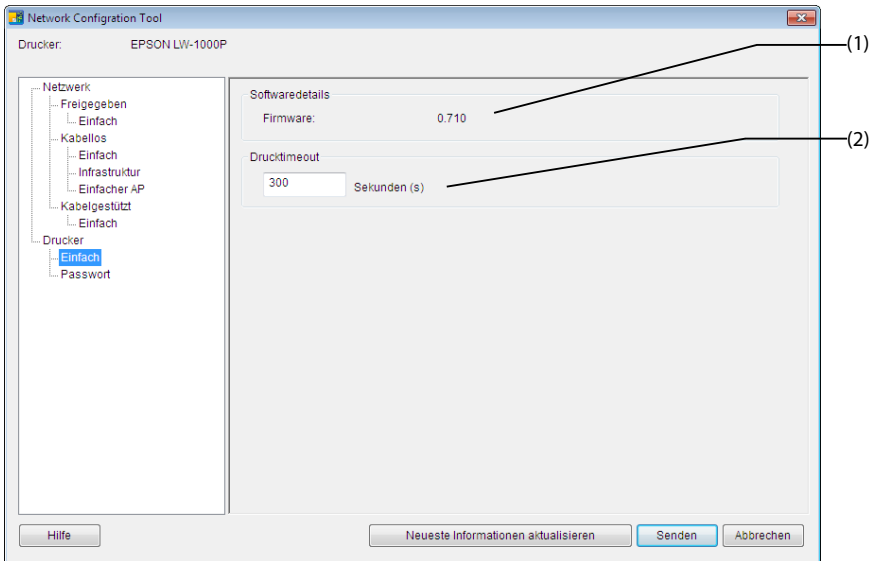 Network Configration Tool
Drucker: EPSON LW-1000P
(1)
Netzwerk
Freigegeben
Einfach
Kabellos
Einfach
Infrastruktur
Einfacher AP
Kabelgestützt
Einfach
Drucker
Einfach
Passwort
Softwaredetails
Firmware: 0.710
(2)
Drucktimeout
300 Sekunden (s)
Hilfe
Neueste Informationen aktualisieren
Senden
Abbrechen